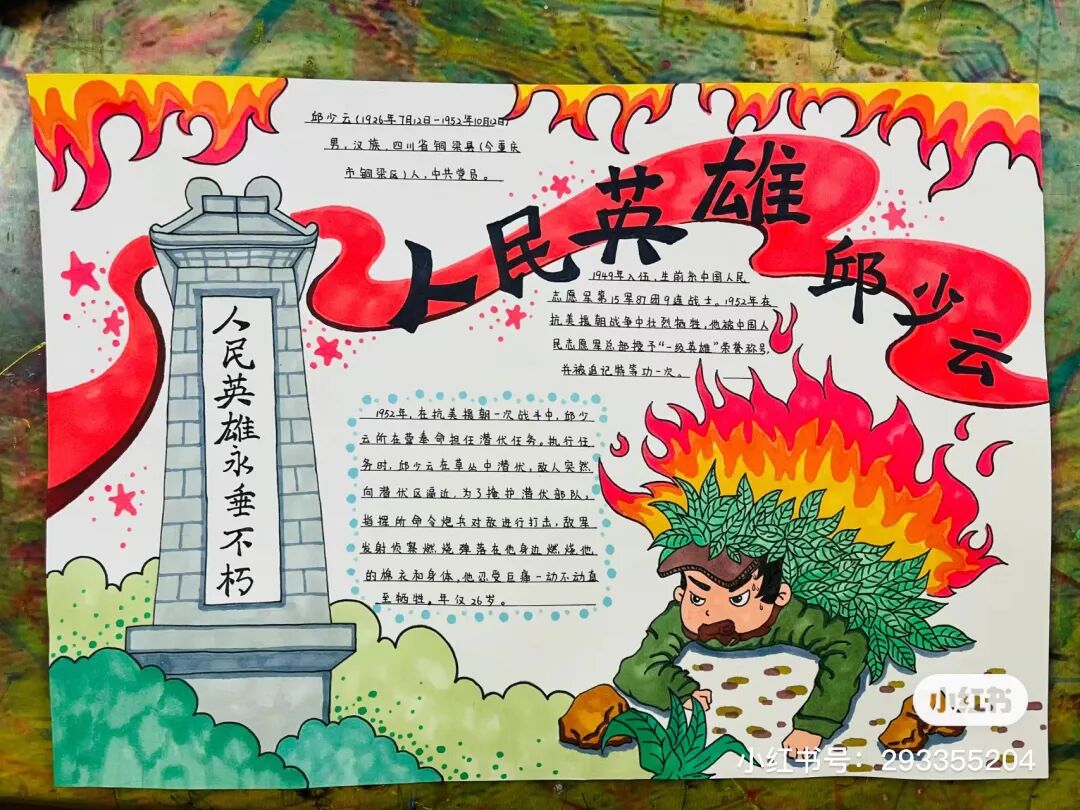 邱少云(1926年7月12日-1952年10月12日)
男,汉族,四川省铜梁县(今重庆
市铜梁区)人,中共党员。
人民英雄
邱少云
1949年入伍,生前系中国人民
志愿军第15军87团9连战士。1952年在
抗美援朝战争中壮烈牺牲,他被中国人
民志愿军总部授予“一级英雄”荣誉称号,
并被追记特等功一次。
人民英雄永垂不朽
1952年,在抗美援朝一次战斗中,邱少
云所在营奉命担任潜伏任务。执行任
务时,邱少云在草丛中潜伏,敌人突然
向潜伏区逼近,为了掩护潜伏部队,
指挥所命令炮兵对敌进行打击,敌军
发射侦察燃烧弹落在他身边燃烧他
的棉衣和身体,他忍受巨痛一动不动直
至牺牲。年仅26岁。
小红书
小红书号:293355204